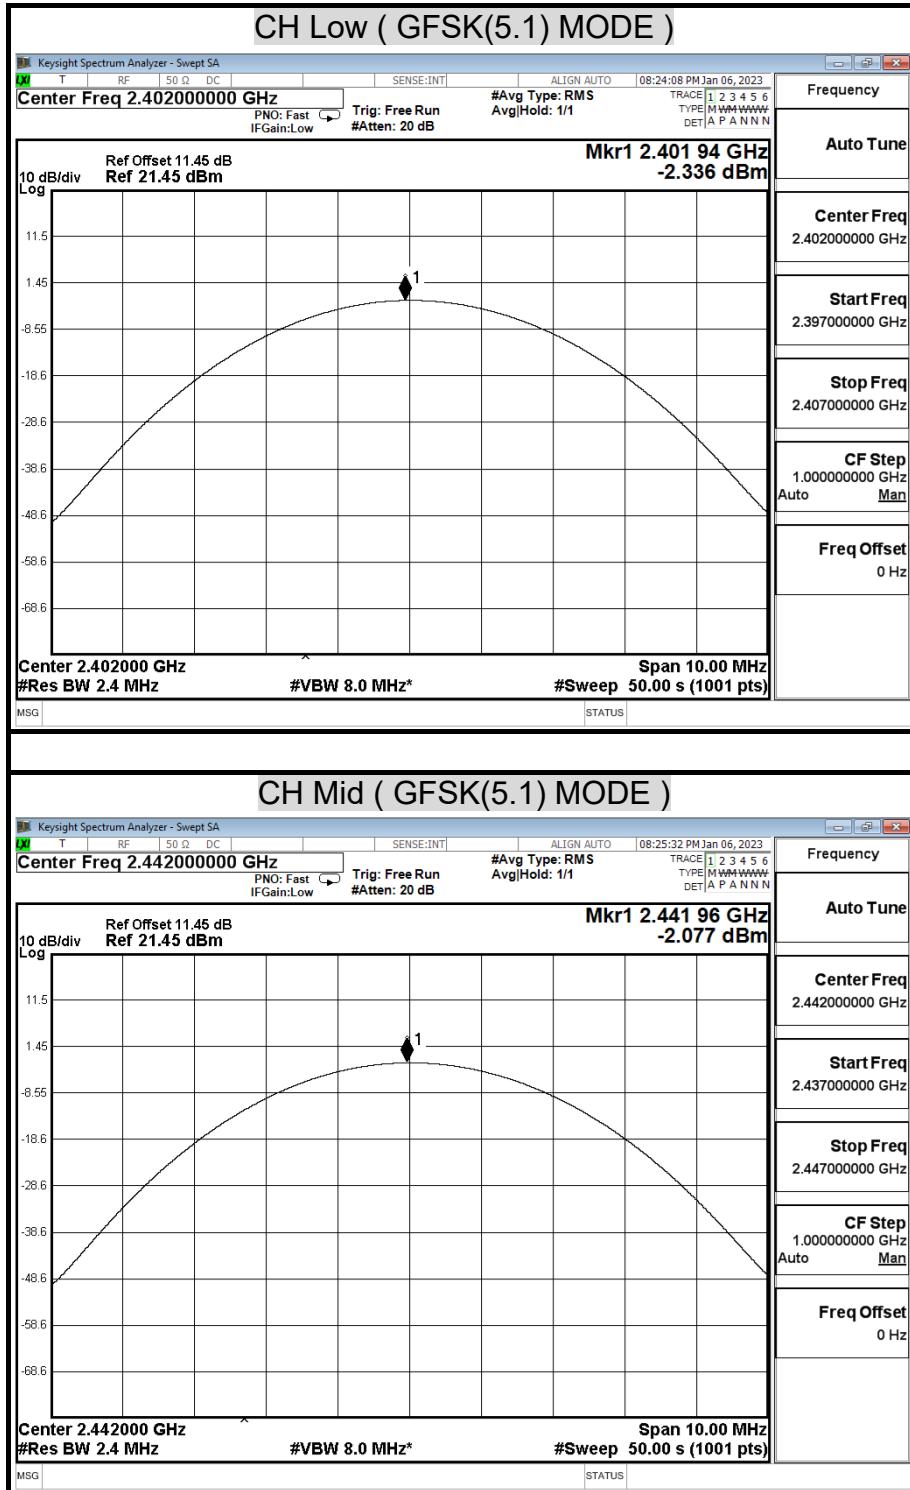 CH Low ( GFSK(5.1) MODE )
Keysight Spectrum Analyzer - Swept SA
LXI T RF 50 Ω DC SENSE:INT ALIGN AUTO 08:24:08 PM Jan 06, 2023
Center Freq 2.402000000 GHz
PNO: Fast
IFGain:Low
Trig: Free Run
#Atten: 20 dB
#Avg Type: RMS
Avg|Hold: 1/1
TRACE 1 2 3 4 5 6
TYPE M WM WWWW
DET A P A N N N
Frequency
Auto Tune
Center Freq
2.402000000 GHz
Start Freq
2.397000000 GHz
Stop Freq
2.407000000 GHz
CF Step
1.000000000 GHz
Auto Man
Freq Offset
0 Hz
Mkr1 2.401 94 GHz
-2.336 dBm
Ref Offset 11.45 dB
10 dB/div Ref 21.45 dBm
Log
11.5
1.45
-8.55
-18.6
-28.6
-38.6
-48.6
-58.6
-68.6
1
Center 2.402000 GHz Span 10.00 MHz
#Res BW 2.4 MHz #VBW 8.0 MHz* #Sweep 50.00 s (1001 pts)
MSG STATUS
CH Mid ( GFSK(5.1) MODE )
Keysight Spectrum Analyzer - Swept SA
LXI T RF 50 Ω DC SENSE:INT ALIGN AUTO 08:25:32 PM Jan 06, 2023
Center Freq 2.442000000 GHz
PNO: Fast
IFGain:Low
Trig: Free Run
#Atten: 20 dB
#Avg Type: RMS
Avg|Hold: 1/1
TRACE 1 2 3 4 5 6
TYPE M WM WWWW
DET A P A N N N
Frequency
Auto Tune
Center Freq
2.442000000 GHz
Start Freq
2.437000000 GHz
Stop Freq
2.447000000 GHz
CF Step
1.000000000 GHz
Auto Man
Freq Offset
0 Hz
Mkr1 2.441 96 GHz
-2.077 dBm
Ref Offset 11.45 dB
10 dB/div Ref 21.45 dBm
Log
11.5
1.45
-8.55
-18.6
-28.6
-38.6
-48.6
-58.6
-68.6
1
Center 2.442000 GHz Span 10.00 MHz
#Res BW 2.4 MHz #VBW 8.0 MHz* #Sweep 50.00 s (1001 pts)
MSG STATUS